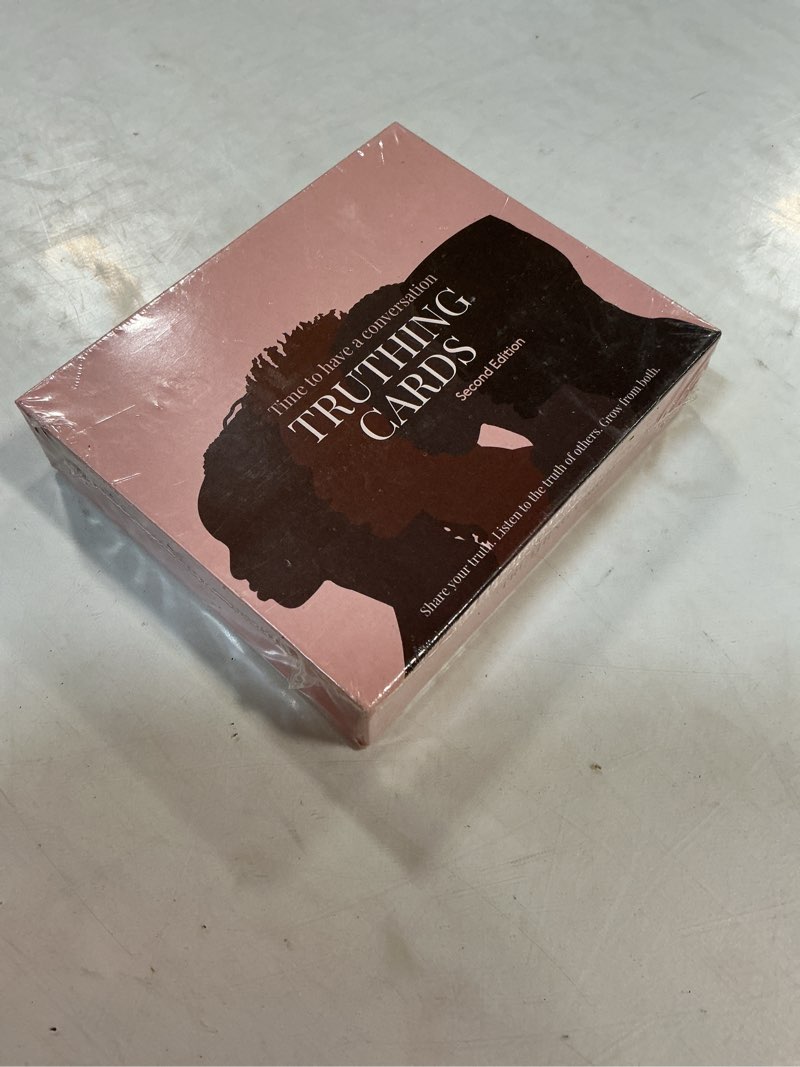 Time to have a conversation
TRUTHING
CARDS
Second Edition
Share your truth. Listen to the truth of others. Grow from both.